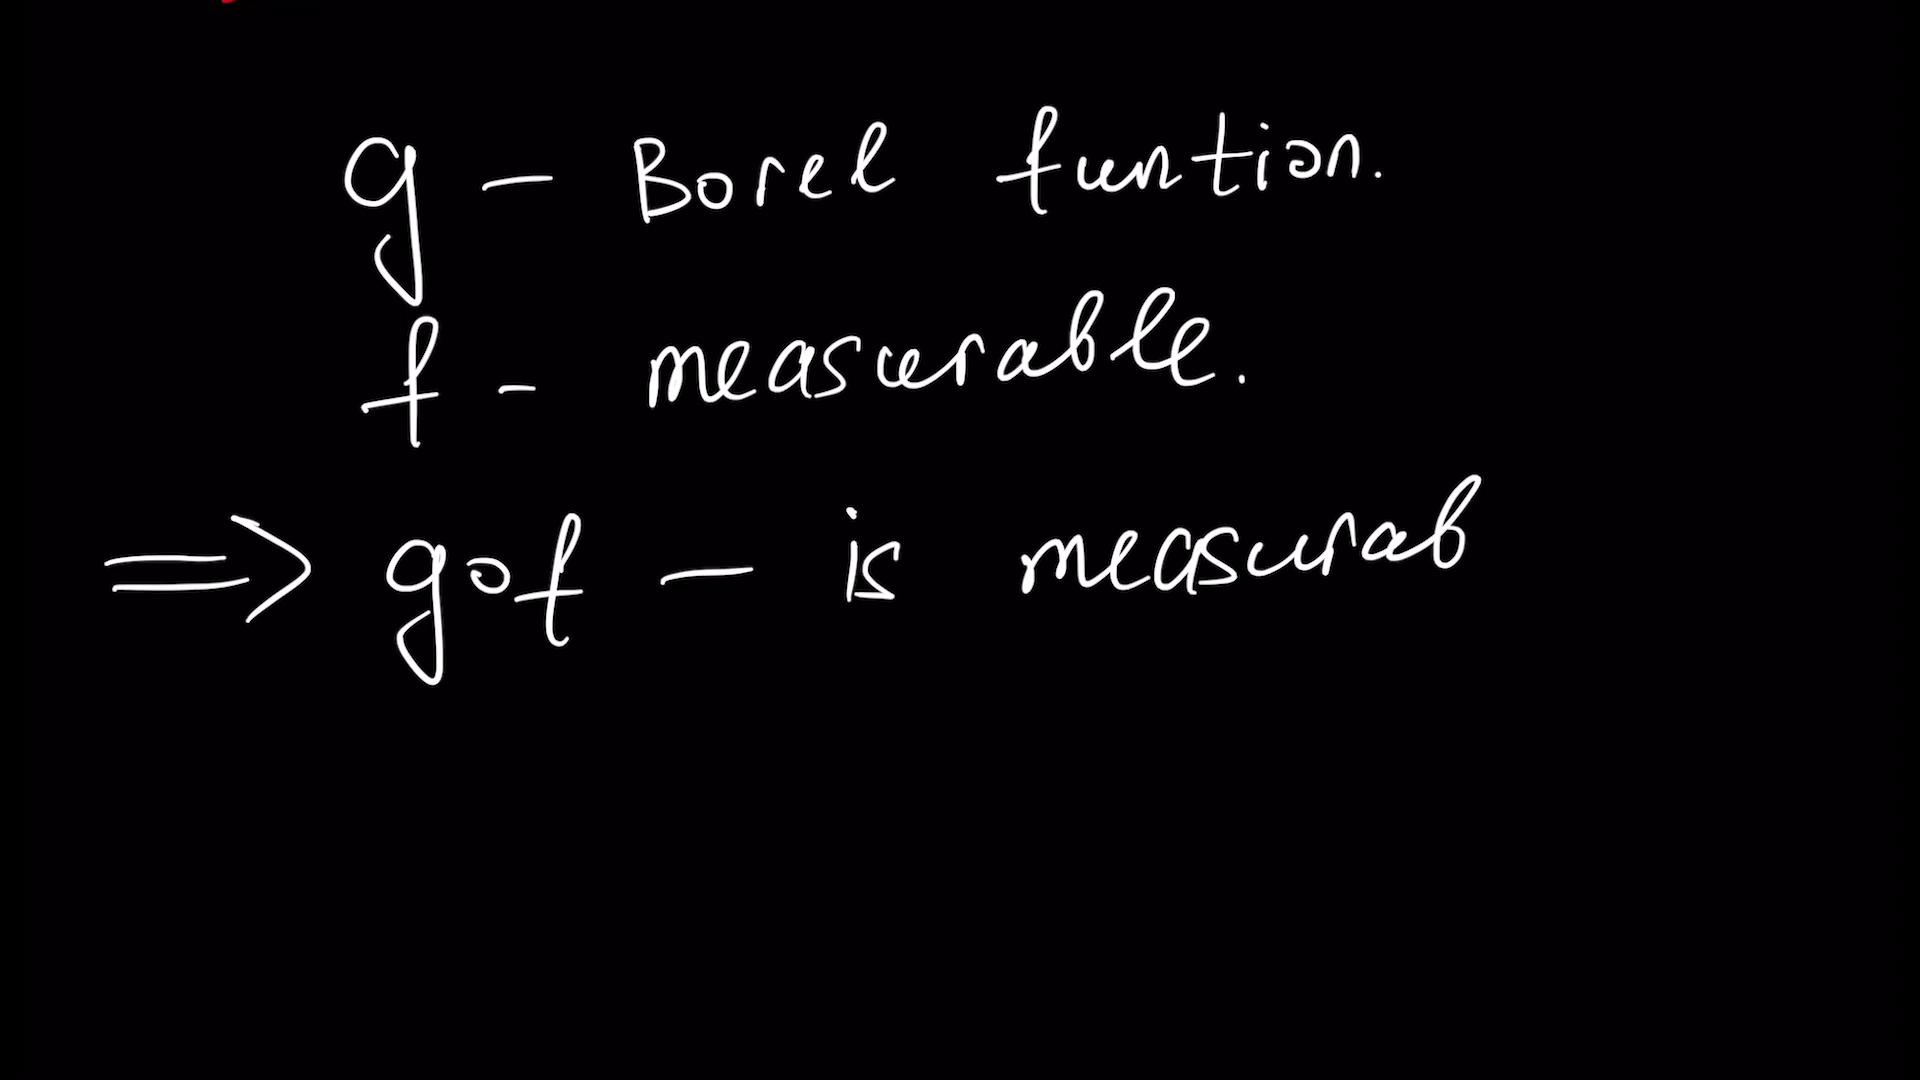 g - Borel funtion.
f - measurable.
⇒ g∘f - is measurab